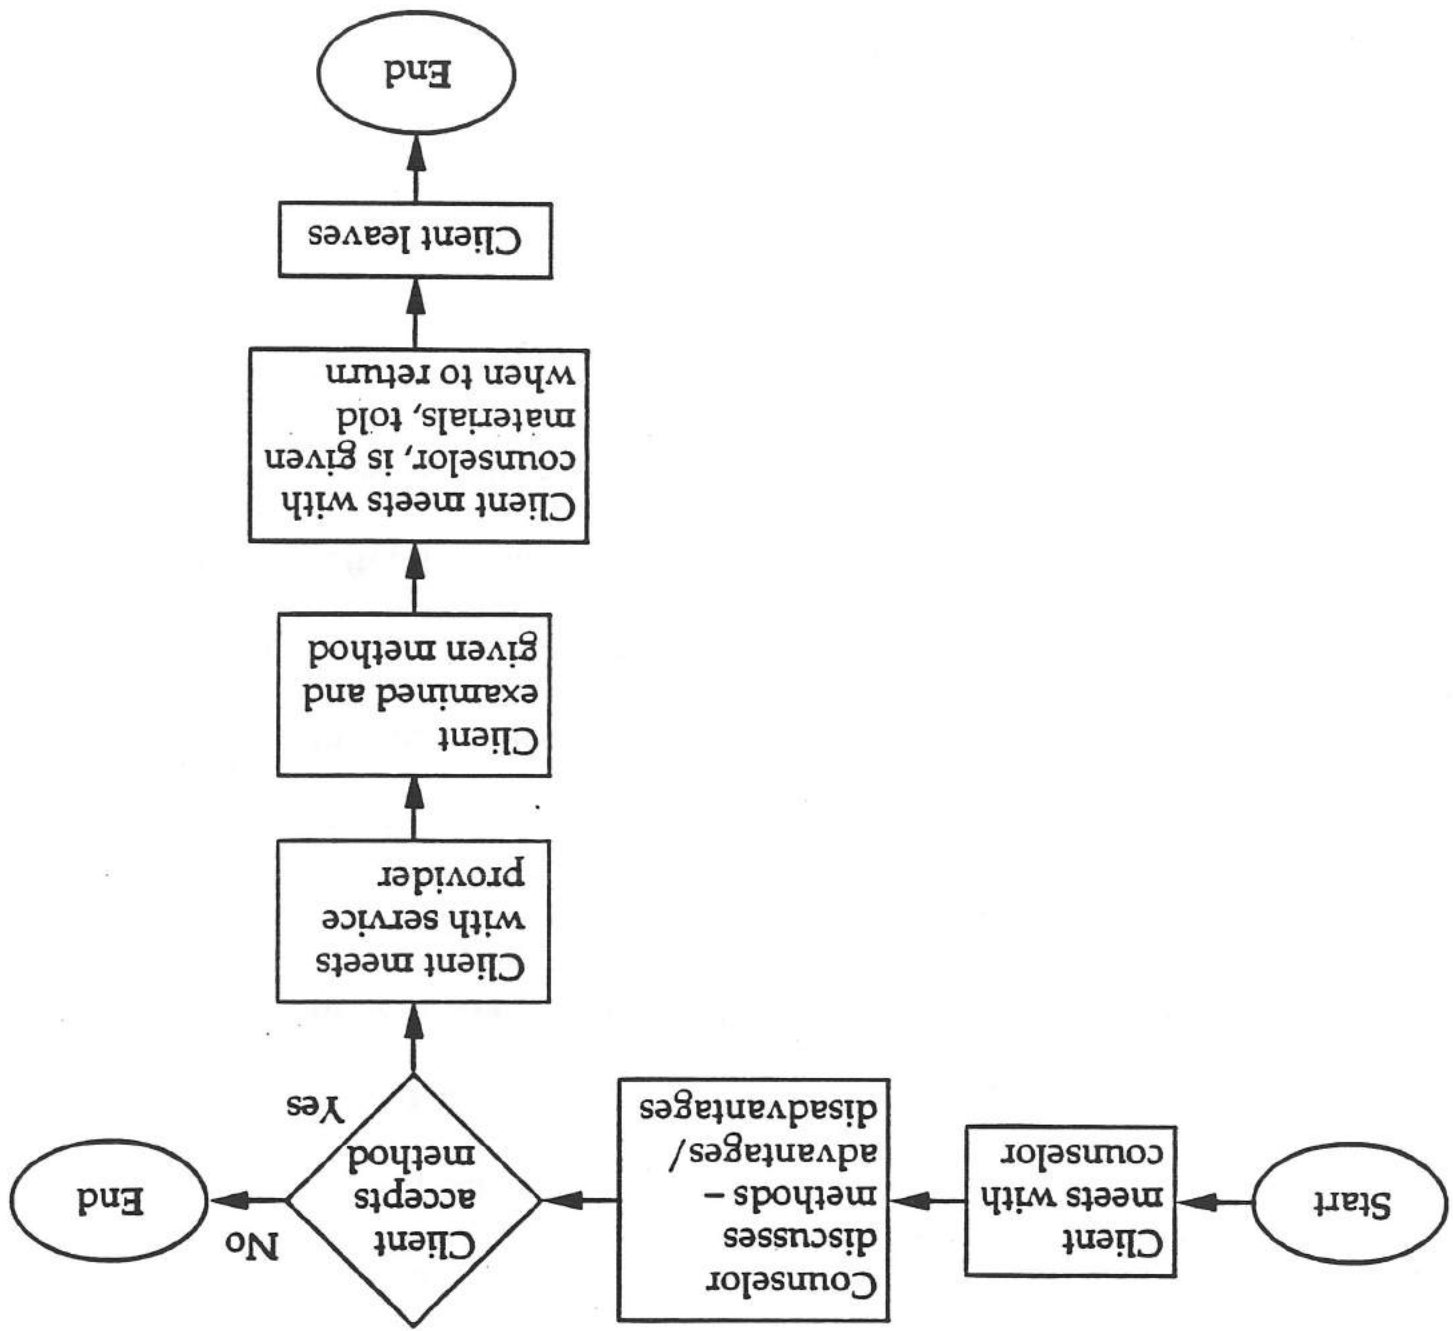 Start
Client
meets with
counselor
Counselor
discusses
methods –
advantages/
disadvantages
Client
accepts
method
No
End
Yes
Client meets
with service
provider
Client
examined and
given method
Client meets with
counselor, is given
materials, told
when to return
Client leaves
End